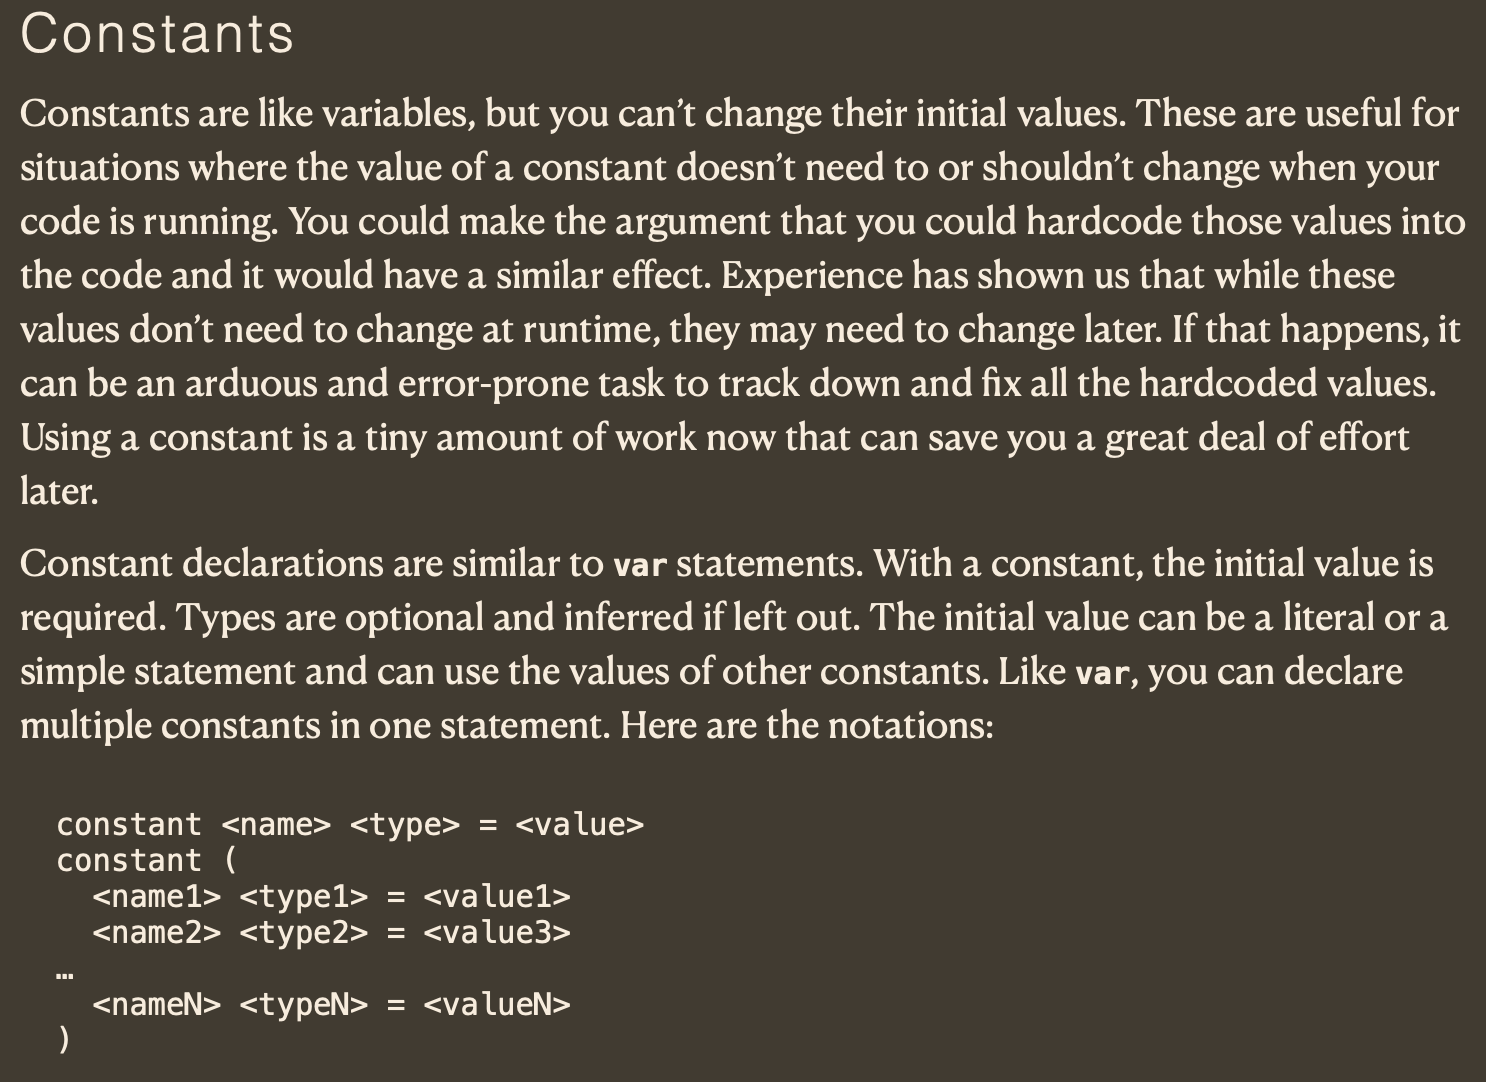 Constants
Constants are like variables, but you can’t change their initial values. These are useful for
situations where the value of a constant doesn’t need to or shouldn’t change when your
code is running. You could make the argument that you could hardcode those values into
the code and it would have a similar effect. Experience has shown us that while these
values don’t need to change at runtime, they may need to change later. If that happens, it
can be an arduous and error-prone task to track down and fix all the hardcoded values.
Using a constant is a tiny amount of work now that can save you a great deal of effort
later.
Constant declarations are similar to var statements. With a constant, the initial value is
required. Types are optional and inferred if left out. The initial value can be a literal or a
simple statement and can use the values of other constants. Like var, you can declare
multiple constants in one statement. Here are the notations:
constant <name> <type> = <value>
constant (
  <name1> <type1> = <value1>
  <name2> <type2> = <value3>
…
  <nameN> <typeN> = <valueN>
)